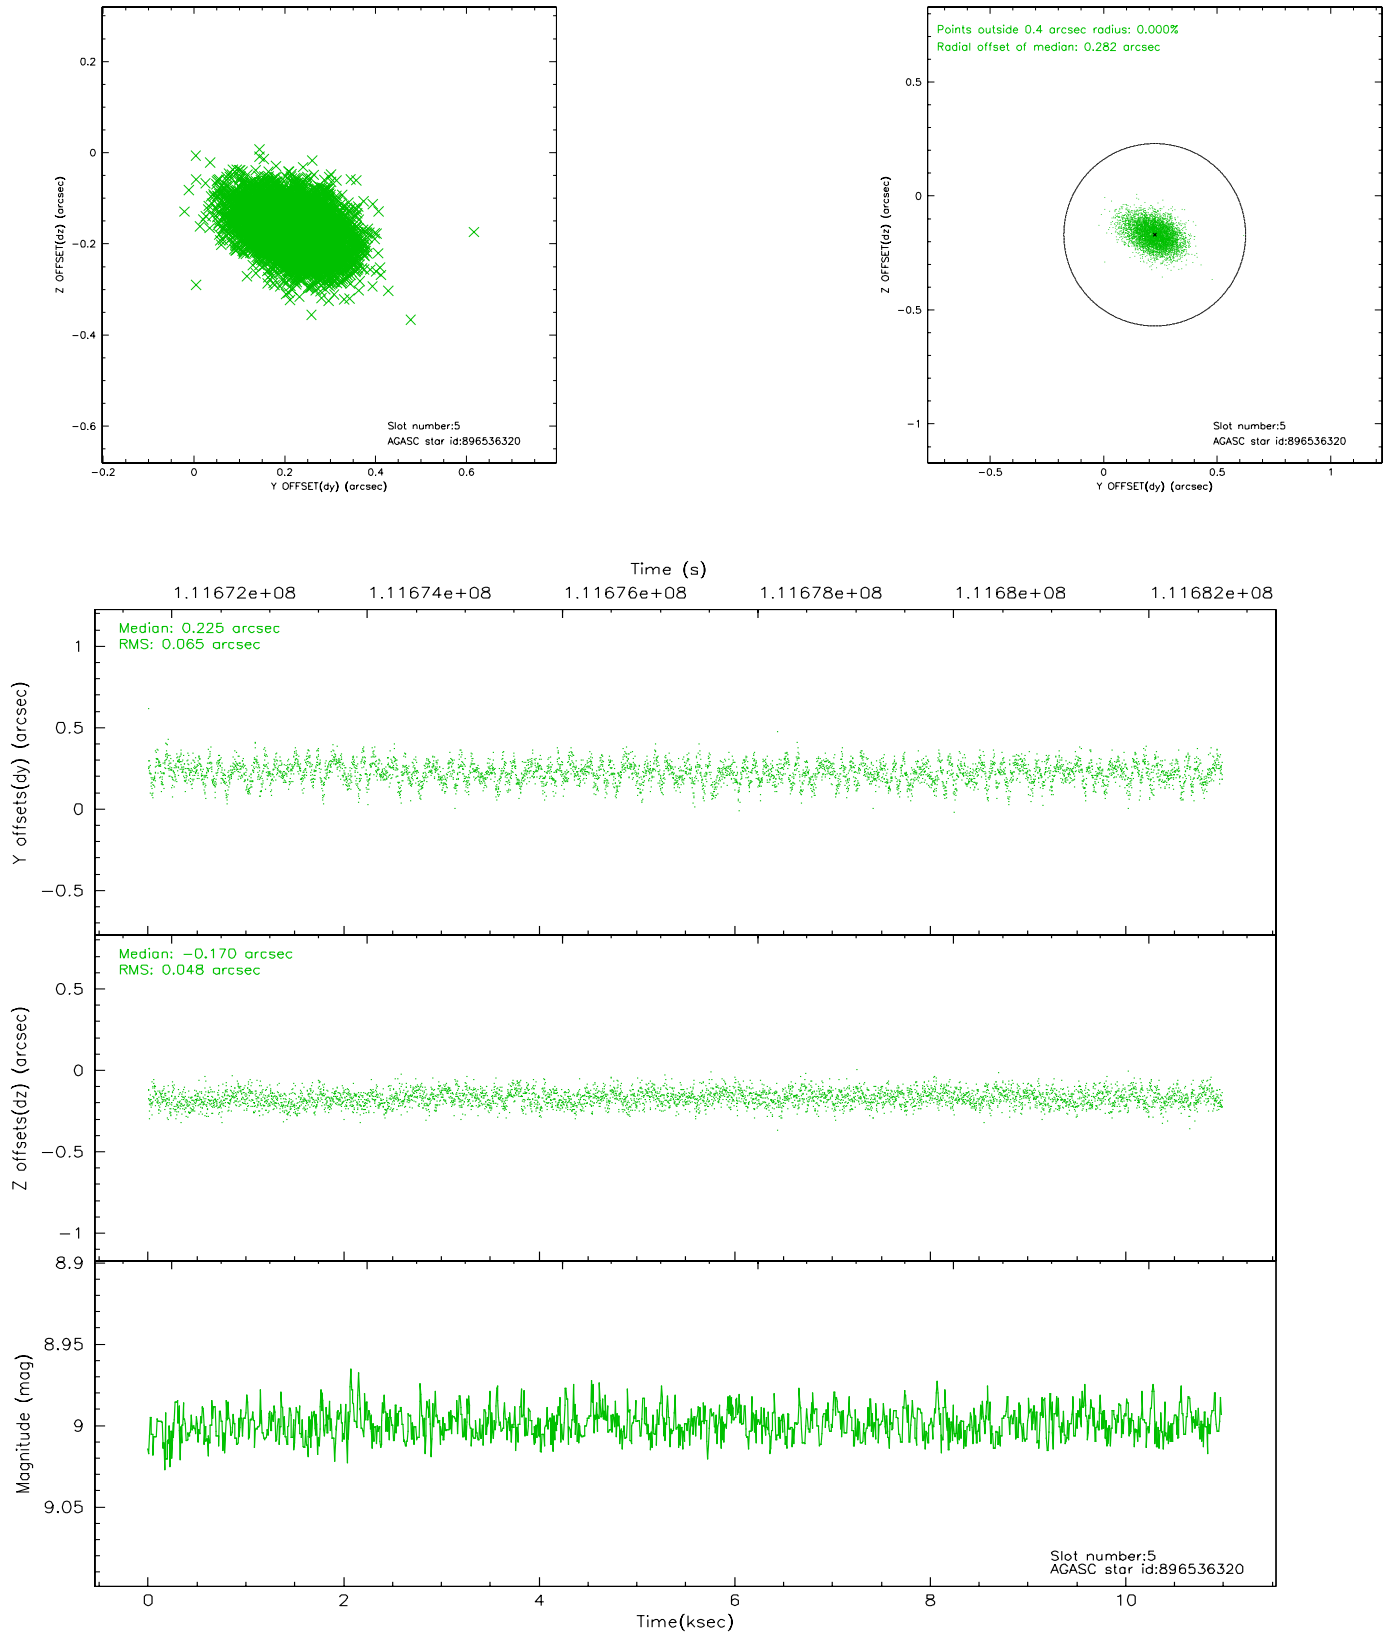 0.2
0
-0.2
-0.4
-0.6
Z OFFSET(dz) (arcsec)
Slot number:5
AGASC star id:896536320
-0.2 0 0.2 0.4 0.6
Y OFFSET(dy) (arcsec)
Points outside 0.4 arcsec radius: 0.000%
Radial offset of median: 0.282 arcsec
0.5
0
-0.5
-1
Z OFFSET(dz) (arcsec)
Slot number:5
AGASC star id:896536320
-0.5 0 0.5 1
Y OFFSET(dy) (arcsec)
Time (s)
1.11672e+08 1.11674e+08 1.11676e+08 1.11678e+08 1.1168e+08 1.11682e+08
Median: 0.225 arcsec
RMS: 0.065 arcsec
1
0.5
0
-0.5
Y offsets(dy) (arcsec)
Median: -0.170 arcsec
RMS: 0.048 arcsec
0.5
0
-0.5
-1
Z offsets(dz) (arcsec)
8.9
8.95
9
9.05
Magnitude (mag)
Slot number:5
AGASC star id:896536320
0 2 4 6 8 10
Time(ksec)